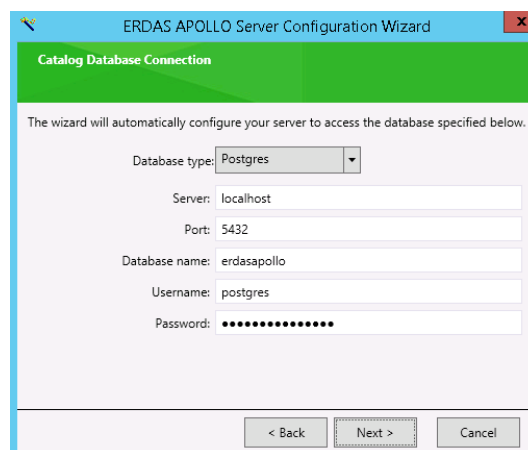 ERDAS APOLLO Server Configuration Wizard
x
Catalog Database Connection
The wizard will automatically configure your server to access the database specified below.
Database type: Postgres
Server: localhost
Port: 5432
Database name: erdasapollo
Username: postgres
Password: •••••••••••••••
< Back Next > Cancel